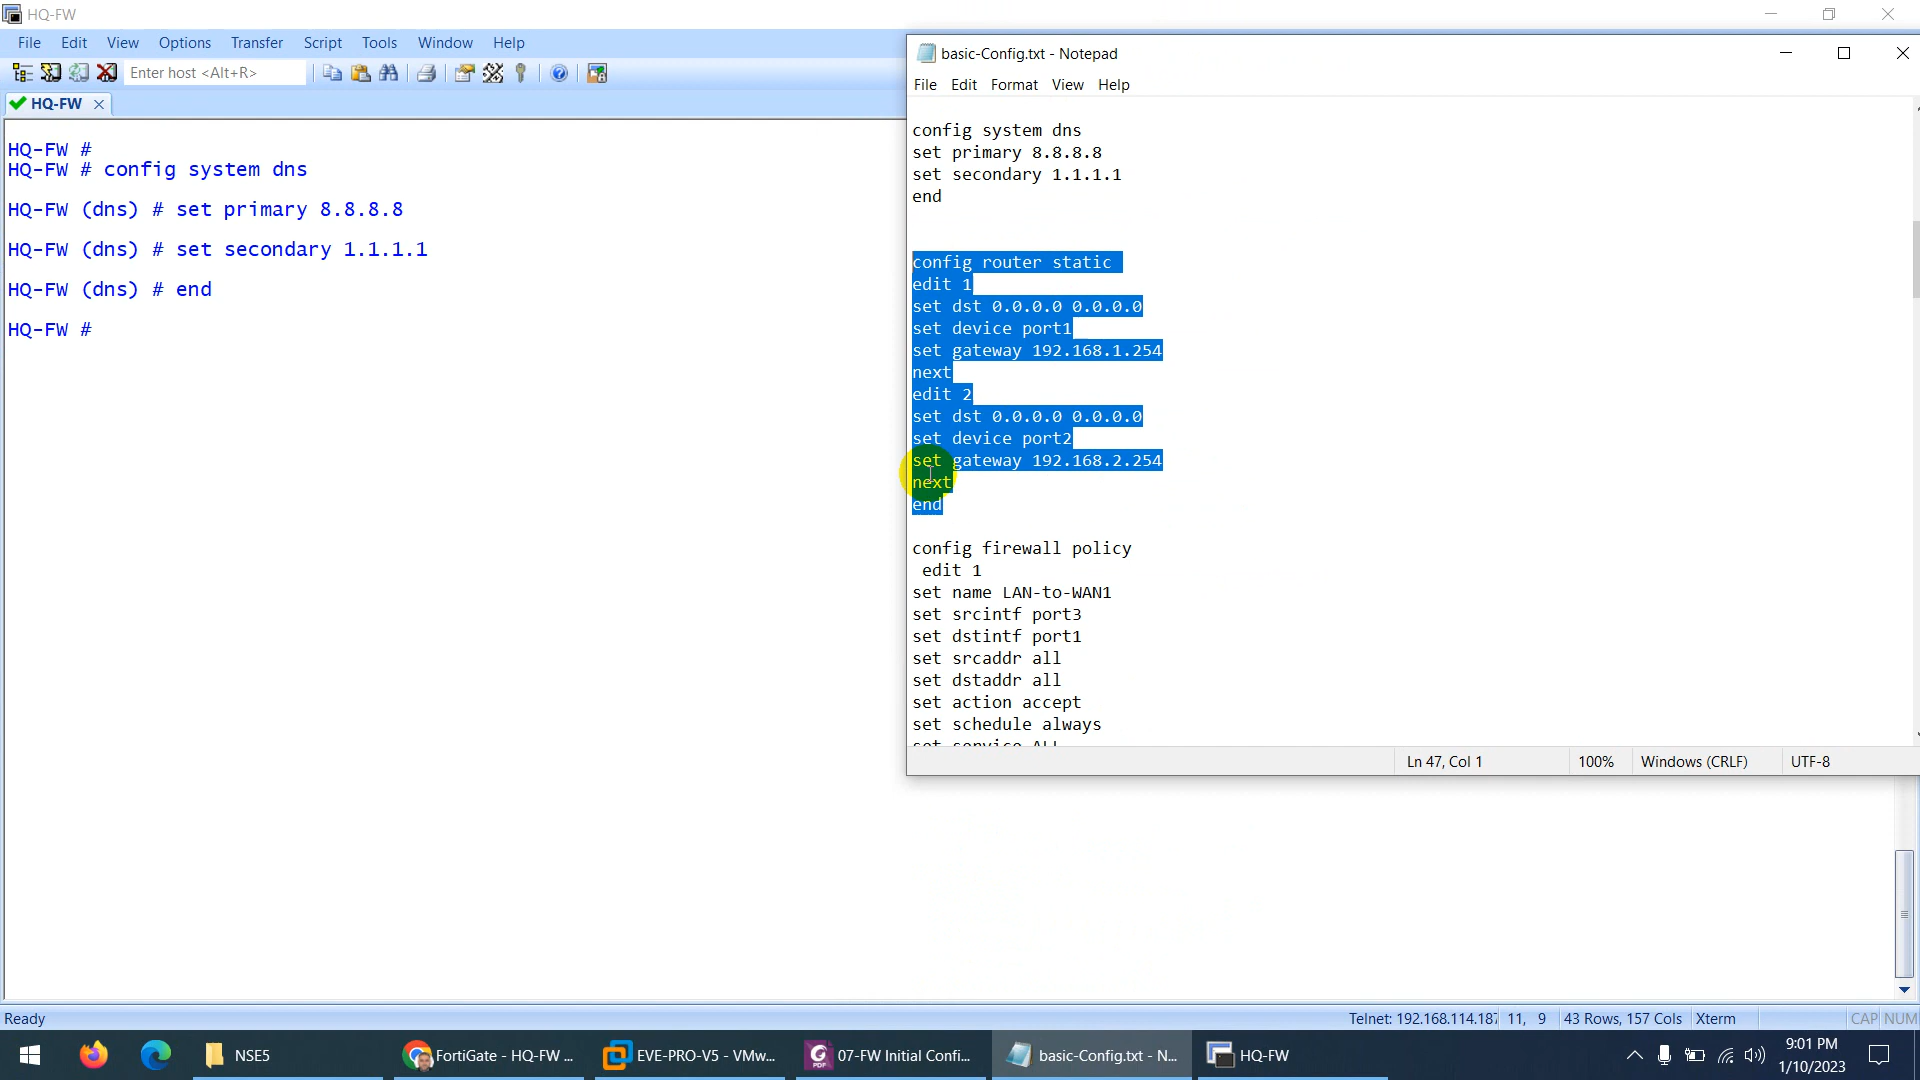 HQ-FW
File Edit View Options Transfer Script Tools Window Help
Enter host <Alt+R>
HQ-FW
HQ-FW #
HQ-FW # config system dns
HQ-FW (dns) # set primary 8.8.8.8
HQ-FW (dns) # set secondary 1.1.1.1
HQ-FW (dns) # end
HQ-FW #
basic-Config.txt - Notepad
File Edit Format View Help
config system dns
set primary 8.8.8.8
set secondary 1.1.1.1
end
config router static
edit 1
set dst 0.0.0.0 0.0.0.0
set device port1
set gateway 192.168.1.254
next
edit 2
set dst 0.0.0.0 0.0.0.0
set device port2
set gateway 192.168.2.254
next
end
config firewall policy
edit 1
set name LAN-to-WAN1
set srcintf port3
set dstintf port1
set srcaddr all
set dstaddr all
set action accept
set schedule always
set service ALL
Ln 47, Col 1 100% Windows (CRLF) UTF-8
Ready Telnet: 192.168.114.187 11, 9 43 Rows, 157 Cols Xterm CAP NUM
NSE5 FortiGate - HQ-FW ... EVE-PRO-V5 - VMw... 07-FW Initial Confi... basic-Config.txt - N... HQ-FW
9:01 PM
1/10/2023